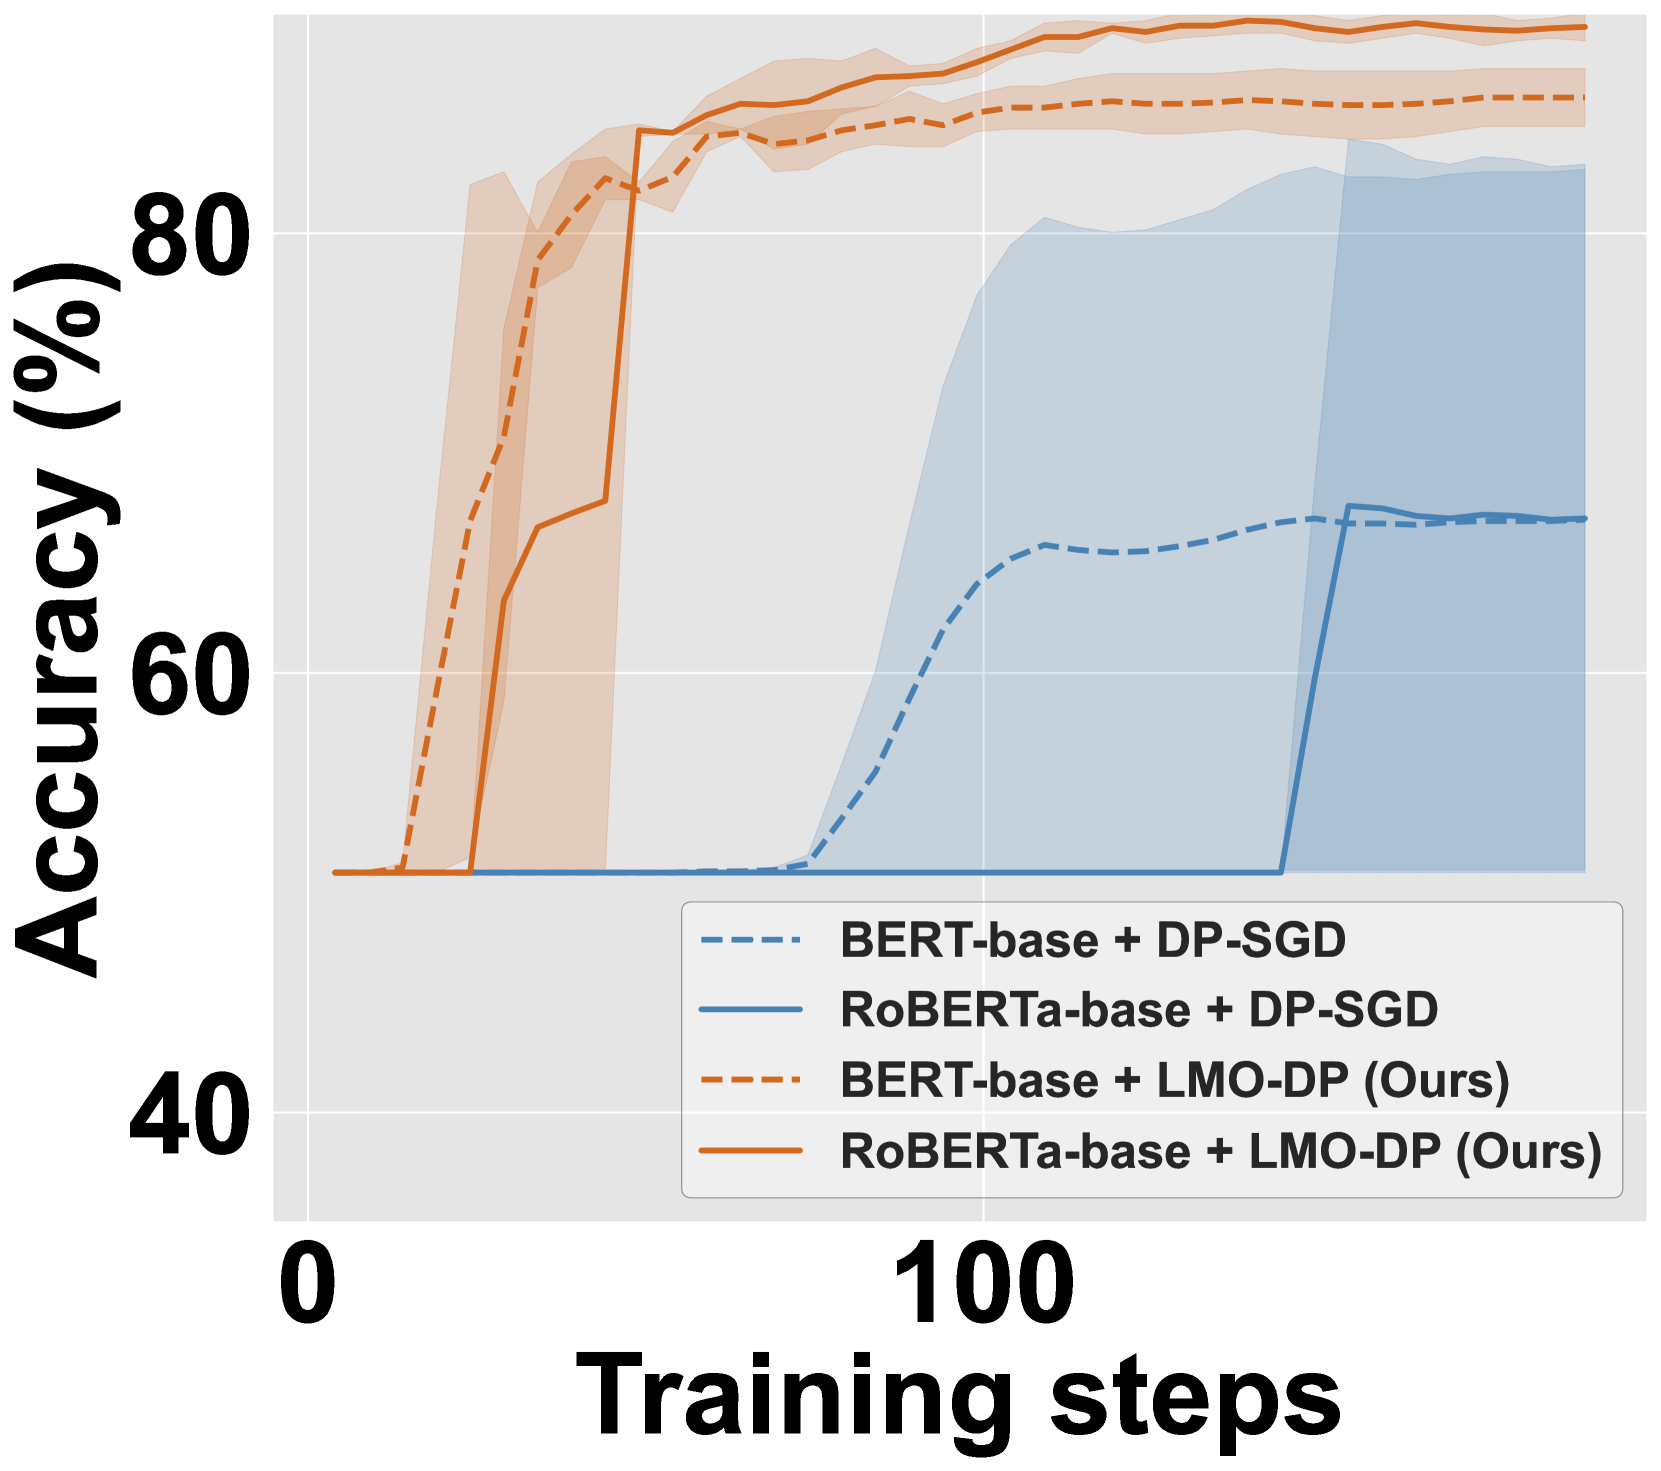 Accuracy (%)
80
60
40
BERT-base + DP-SGD
RoBERTa-base + DP-SGD
BERT-base + LMO-DP (Ours)
RoBERTa-base + LMO-DP (Ours)
0
100
Training steps